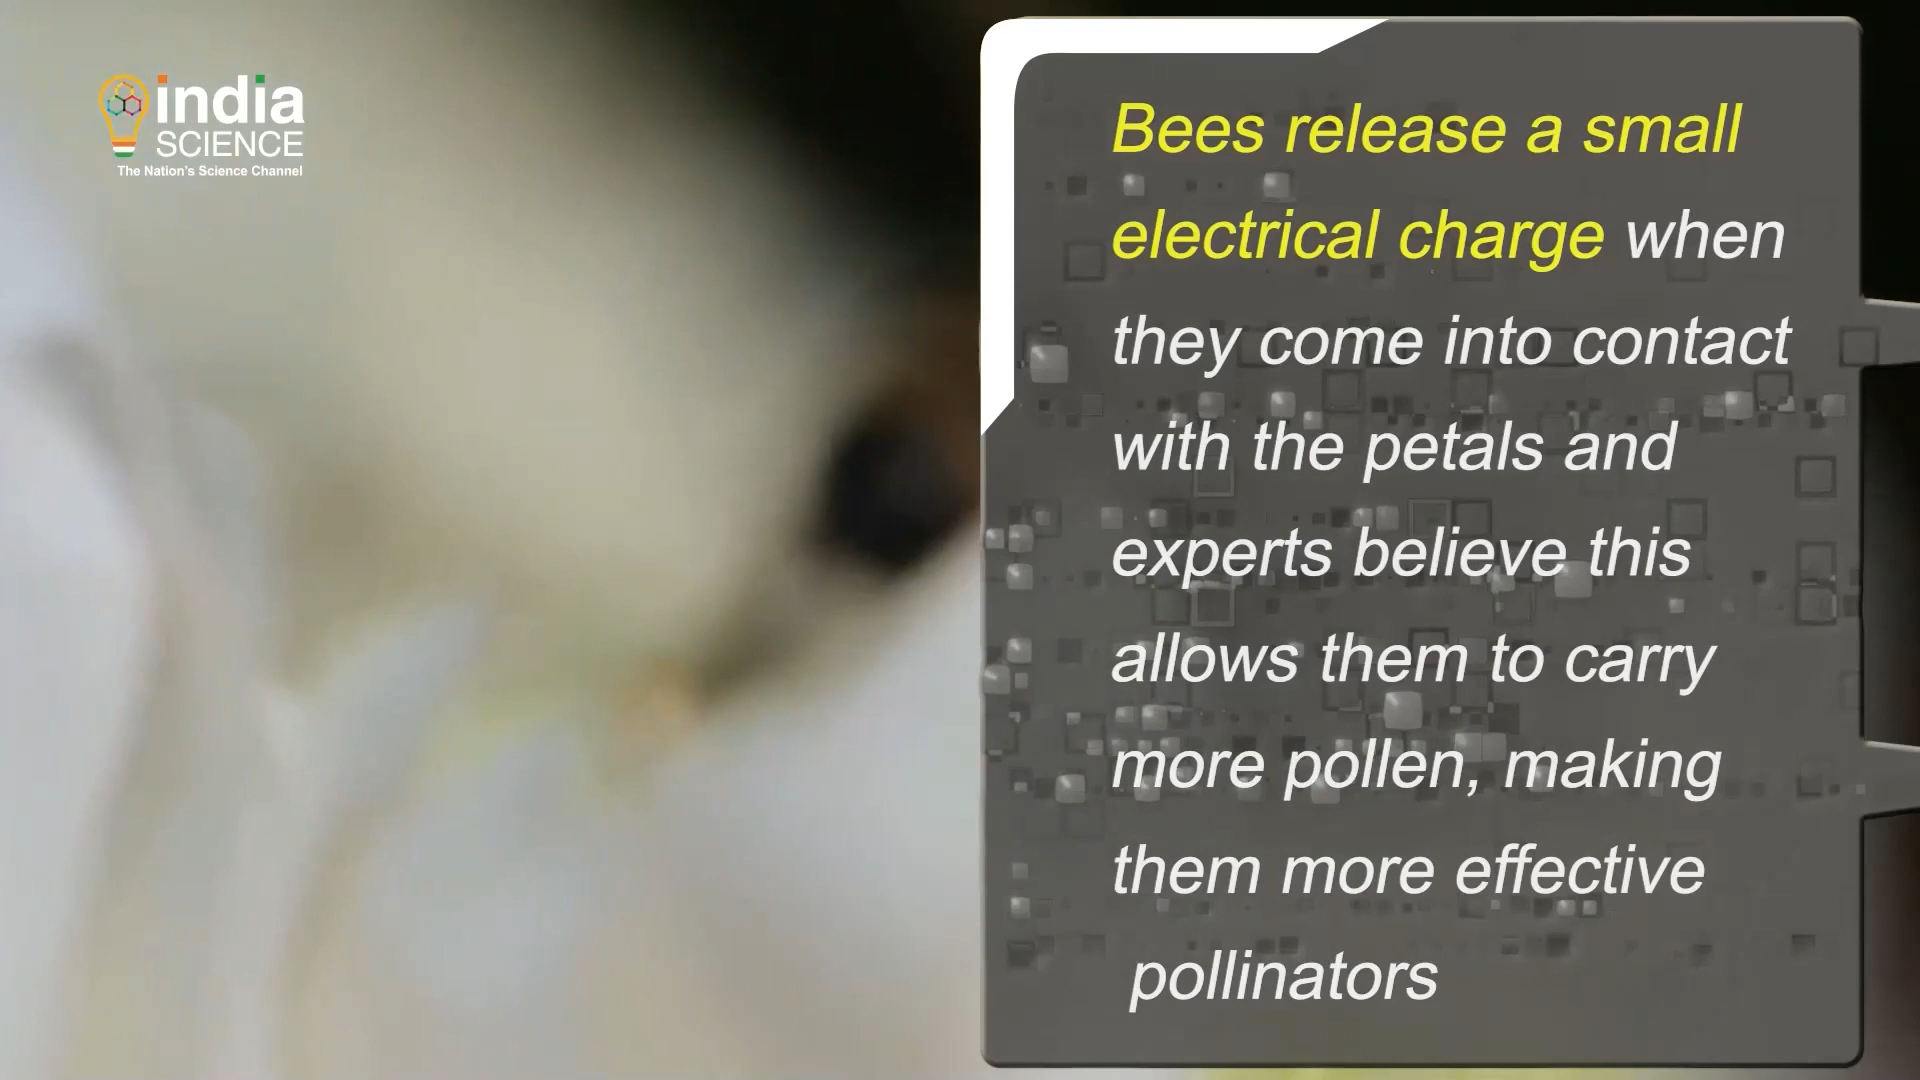 india
SCIENCE
The Nation's Science Channel
Bees release a small
electrical charge when
they come into contact
with the petals and
experts believe this
allows them to carry
more pollen, making
them more effective
pollinators